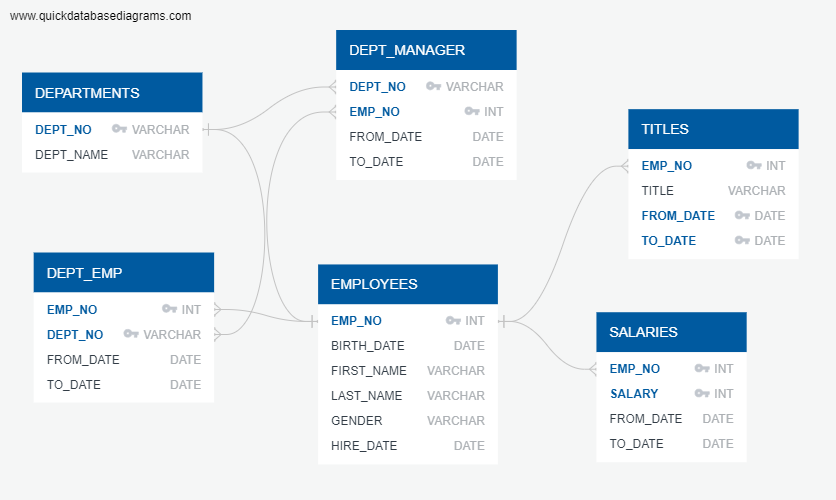 www.quickdatabasediagrams.com
DEPARTMENTS
DEPT_NO VARCHAR
DEPT_NAME VARCHAR
DEPT_MANAGER
DEPT_NO VARCHAR
EMP_NO INT
FROM_DATE DATE
TO_DATE DATE
TITLES
EMP_NO INT
TITLE VARCHAR
FROM_DATE DATE
TO_DATE DATE
DEPT_EMP
EMP_NO INT
DEPT_NO VARCHAR
FROM_DATE DATE
TO_DATE DATE
EMPLOYEES
EMP_NO INT
BIRTH_DATE DATE
FIRST_NAME VARCHAR
LAST_NAME VARCHAR
GENDER VARCHAR
HIRE_DATE DATE
SALARIES
EMP_NO INT
SALARY INT
FROM_DATE DATE
TO_DATE DATE